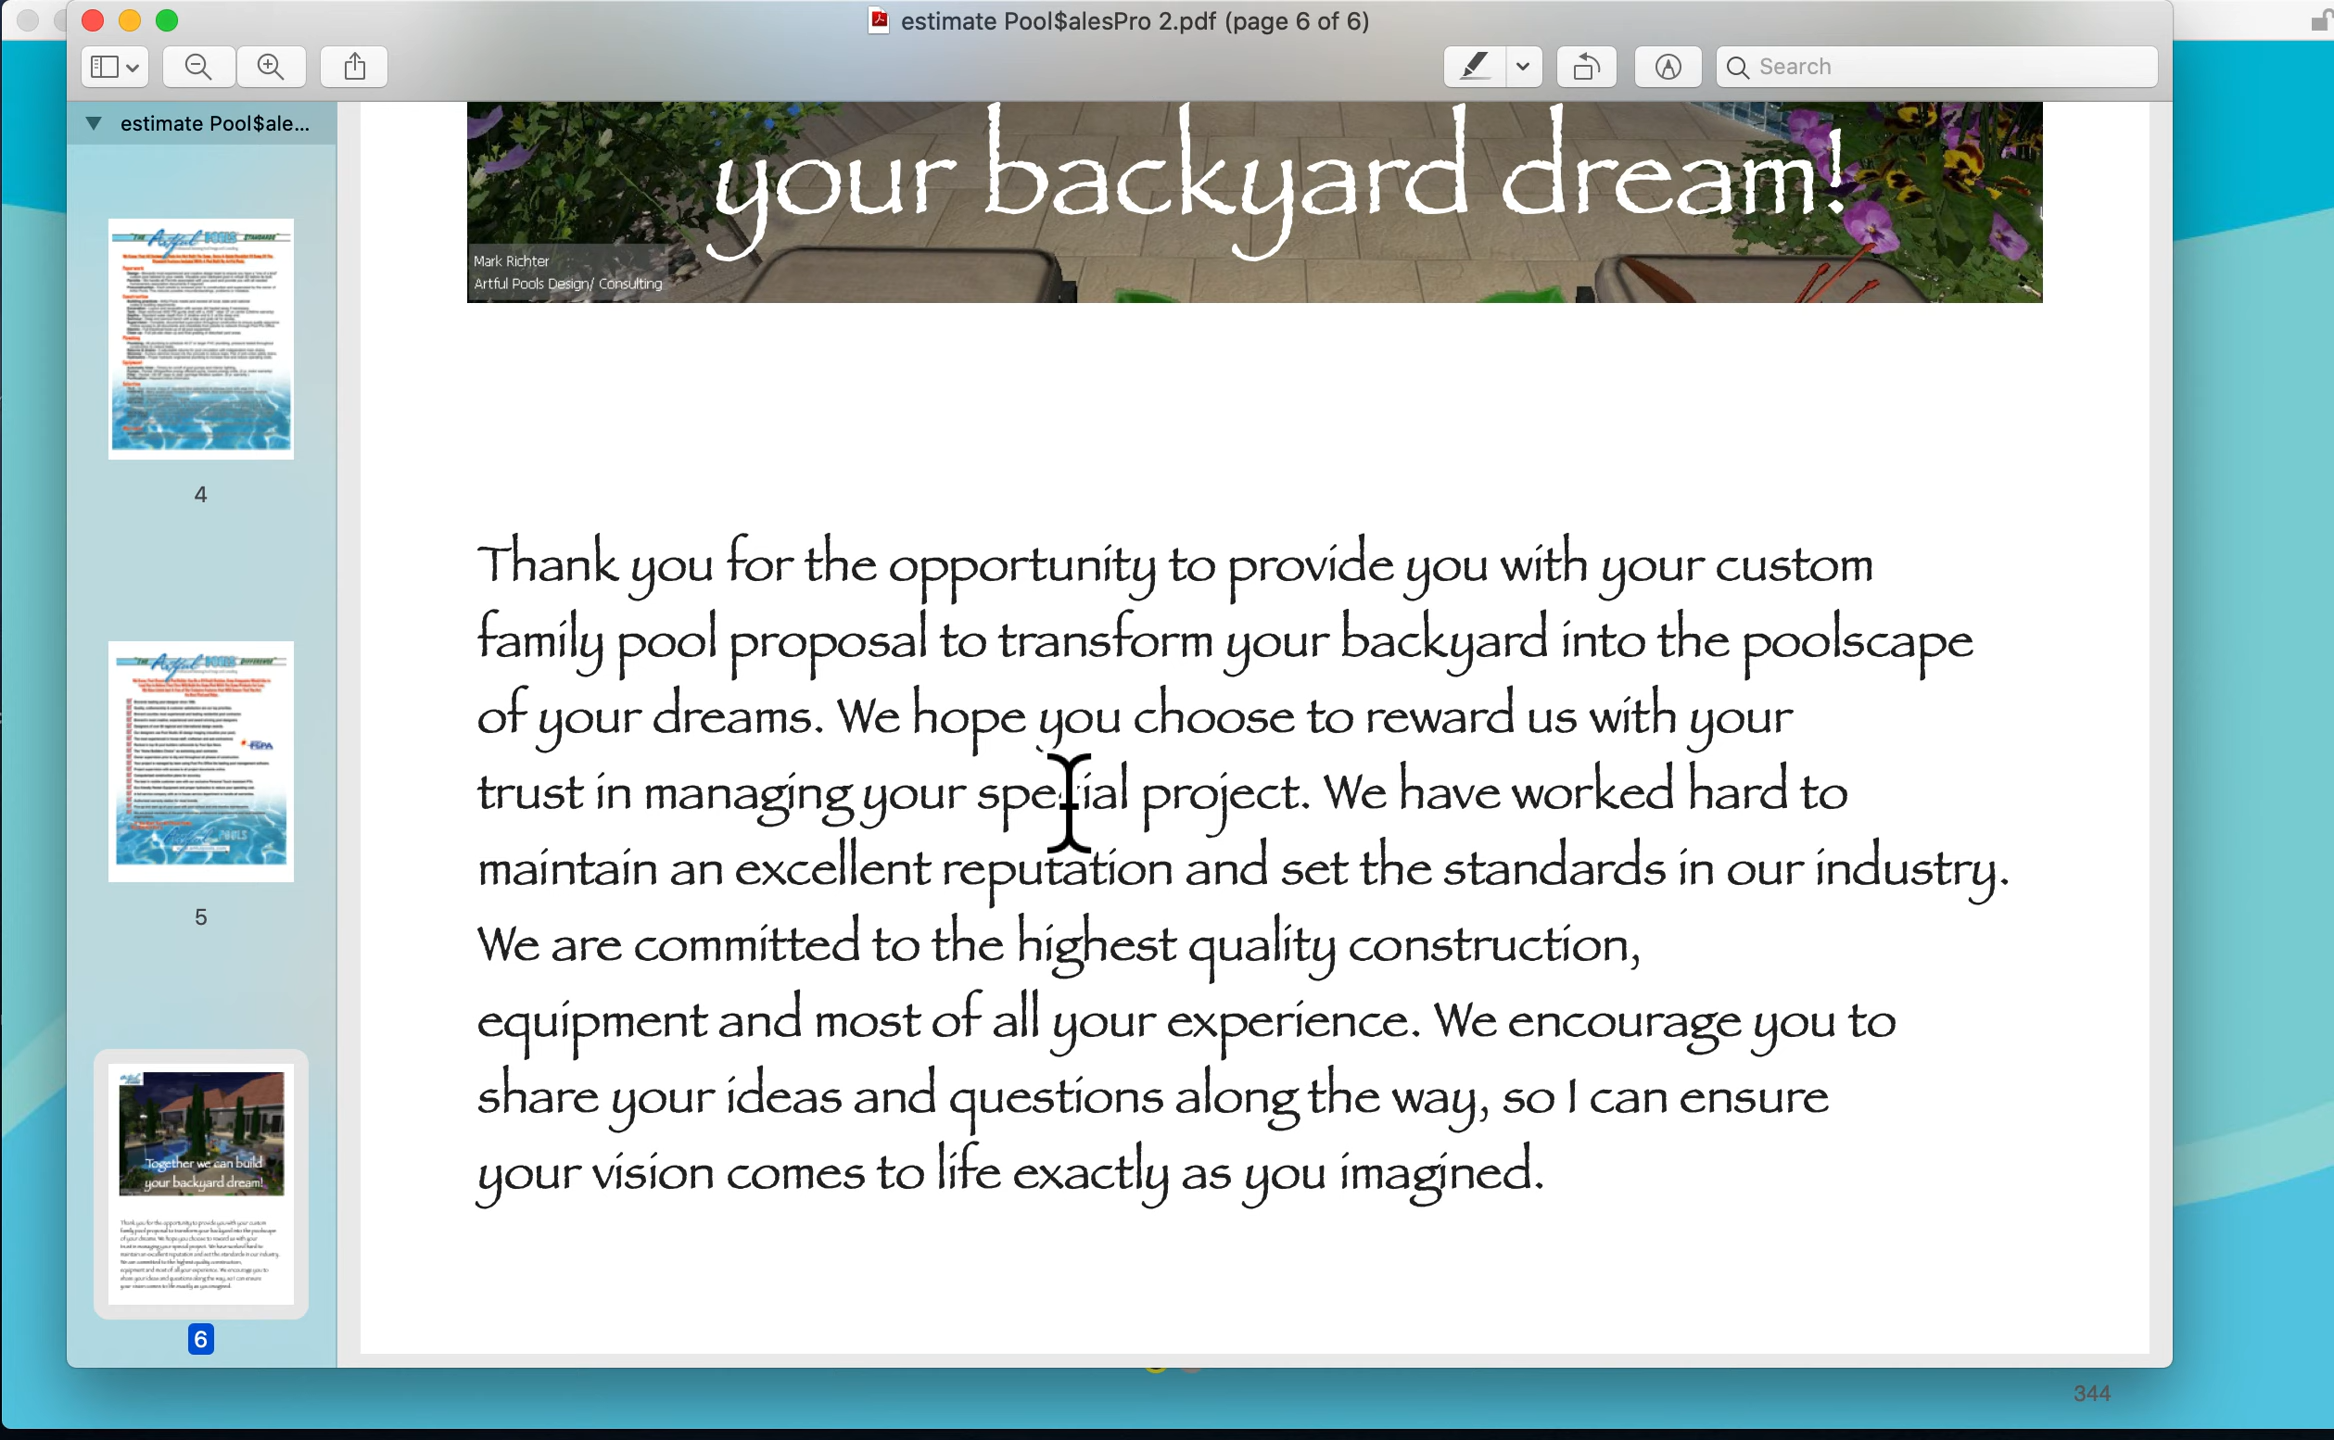 estimate Pool$alesPro 2.pdf (page 6 of 6)
Search
estimate Pool$ale...
4
5
Together we can build
your backyard dream!
6
your backyard dream!
Mark Richter
Artful Pools Design/ Consulting
Thank you for the opportunity to provide you with your custom
family pool proposal to transform your backyard into the poolscape
of your dreams. We hope you choose to reward us with your
trust in managing your special project. We have worked hard to
maintain an excellent reputation and set the standards in our industry.
We are committed to the highest quality construction,
equipment and most of all your experience. We encourage you to
share your ideas and questions along the way, so I can ensure
your vision comes to life exactly as you imagined.
344